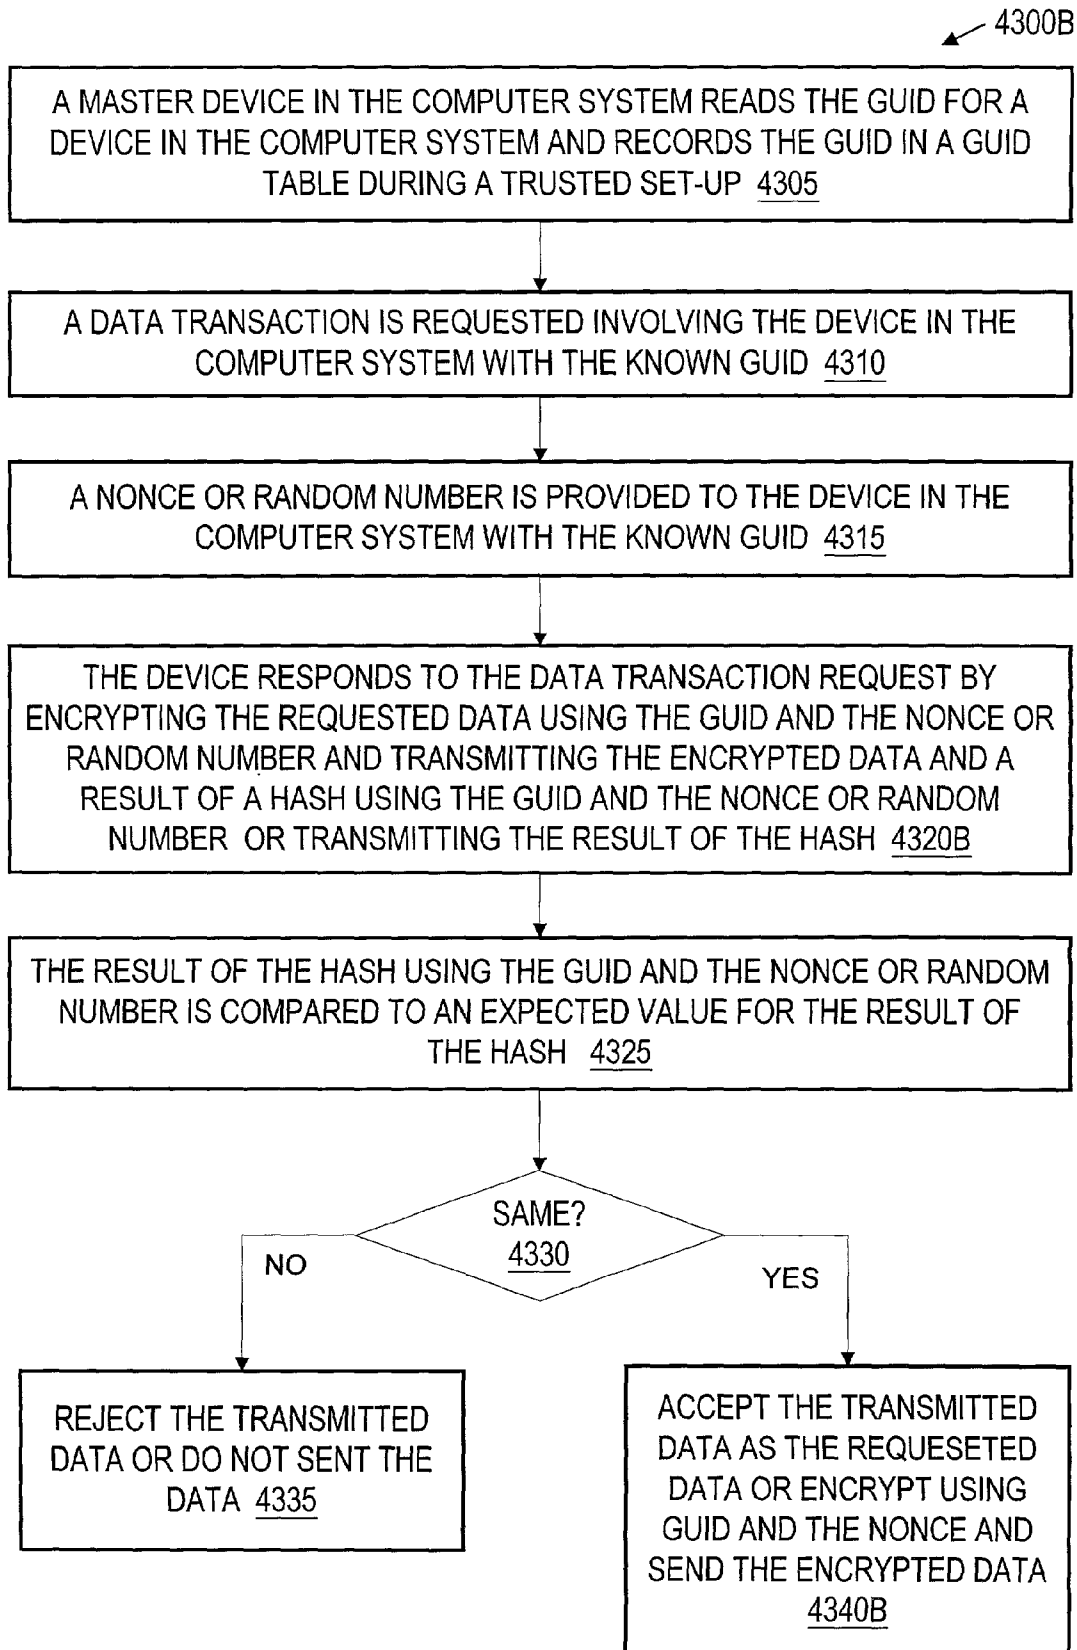 4300B
A MASTER DEVICE IN THE COMPUTER SYSTEM READS THE GUID FOR A
DEVICE IN THE COMPUTER SYSTEM AND RECORDS THE GUID IN A GUID
TABLE DURING A TRUSTED SET-UP 4305
A DATA TRANSACTION IS REQUESTED INVOLVING THE DEVICE IN THE
COMPUTER SYSTEM WITH THE KNOWN GUID 4310
A NONCE OR RANDOM NUMBER IS PROVIDED TO THE DEVICE IN THE
COMPUTER SYSTEM WITH THE KNOWN GUID 4315
THE DEVICE RESPONDS TO THE DATA TRANSACTION REQUEST BY
ENCRYPTING THE REQUESTED DATA USING THE GUID AND THE NONCE OR
RANDOM NUMBER AND TRANSMITTING THE ENCRYPTED DATA AND A
RESULT OF A HASH USING THE GUID AND THE NONCE OR RANDOM
NUMBER OR TRANSMITTING THE RESULT OF THE HASH 4320B
THE RESULT OF THE HASH USING THE GUID AND THE NONCE OR RANDOM
NUMBER IS COMPARED TO AN EXPECTED VALUE FOR THE RESULT OF
THE HASH 4325
SAME?
4330
NO
YES
REJECT THE TRANSMITTED
DATA OR DO NOT SENT THE
DATA 4335
ACCEPT THE TRANSMITTED
DATA AS THE REQUESETED
DATA OR ENCRYPT USING
GUID AND THE NONCE AND
SEND THE ENCRYPTED DATA
4340B